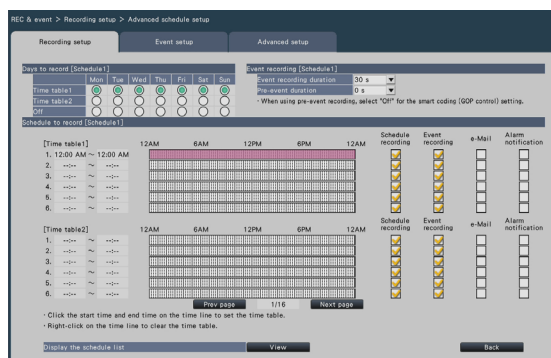 REC & event > Recording setup > Advanced schedule setup
Recording setup Event setup Advanced setup
Days to record [Schedule1]
Mon Tue Wed Thu Fri Sat Sun
Time table1
Time table2
Off
Event recording [Schedule1]
Event recording duration 30 s
Pre-event duration 0 s
・When using pre-event recording, select "Off" for the smart coding (GOP control) setting.
Schedule to record [Schedule1]
[Time table1] 12AM 6AM 12PM 6PM 12AM Schedule recording Event recording e-Mail Alarm notification
1. 12:00 AM ~ 12:00 AM
2. --:-- ~ --:--
3. --:-- ~ --:--
4. --:-- ~ --:--
5. --:-- ~ --:--
6. --:-- ~ --:--
[Time table2] 12AM 6AM 12PM 6PM 12AM Schedule recording Event recording e-Mail Alarm notification
1. --:-- ~ --:--
2. --:-- ~ --:--
3. --:-- ~ --:--
4. --:-- ~ --:--
5. --:-- ~ --:--
6. --:-- ~ --:--
Prev page 1/16 Next page
・Click the start time and end time on the time line to set the time table.
・Right-click on the time line to clear the time table.
Display the schedule list View Back